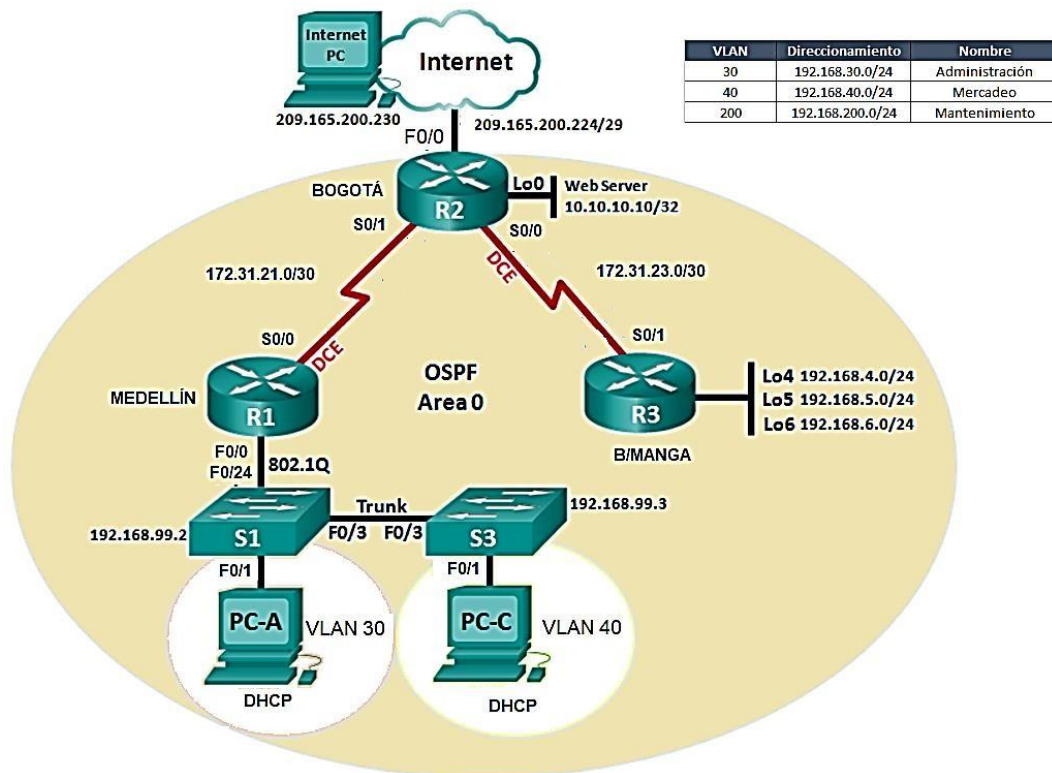 Internet
PC
Internet
209.165.200.230
F0/0
209.165.200.224/29
VLAN Direccionamiento Nombre
30 192.168.30.0/24 Administración
40 192.168.40.0/24 Mercadeo
200 192.168.200.0/24 Mantenimiento
BOGOTÁ
R2
Lo0
Web Server
10.10.10.10/32
S0/1
S0/0
DCE
172.31.21.0/30
172.31.23.0/30
S0/0
DCE
S0/1
MEDELLÍN
R1
OSPF
Area 0
R3
B/MANGA
Lo4 192.168.4.0/24
Lo5 192.168.5.0/24
Lo6 192.168.6.0/24
F0/0
F0/24
802.1Q
Trunk
192.168.99.2
S1
F0/3
F0/3
S3
192.168.99.3
F0/1
F0/1
PC-A
VLAN 30
DHCP
PC-C
VLAN 40
DHCP